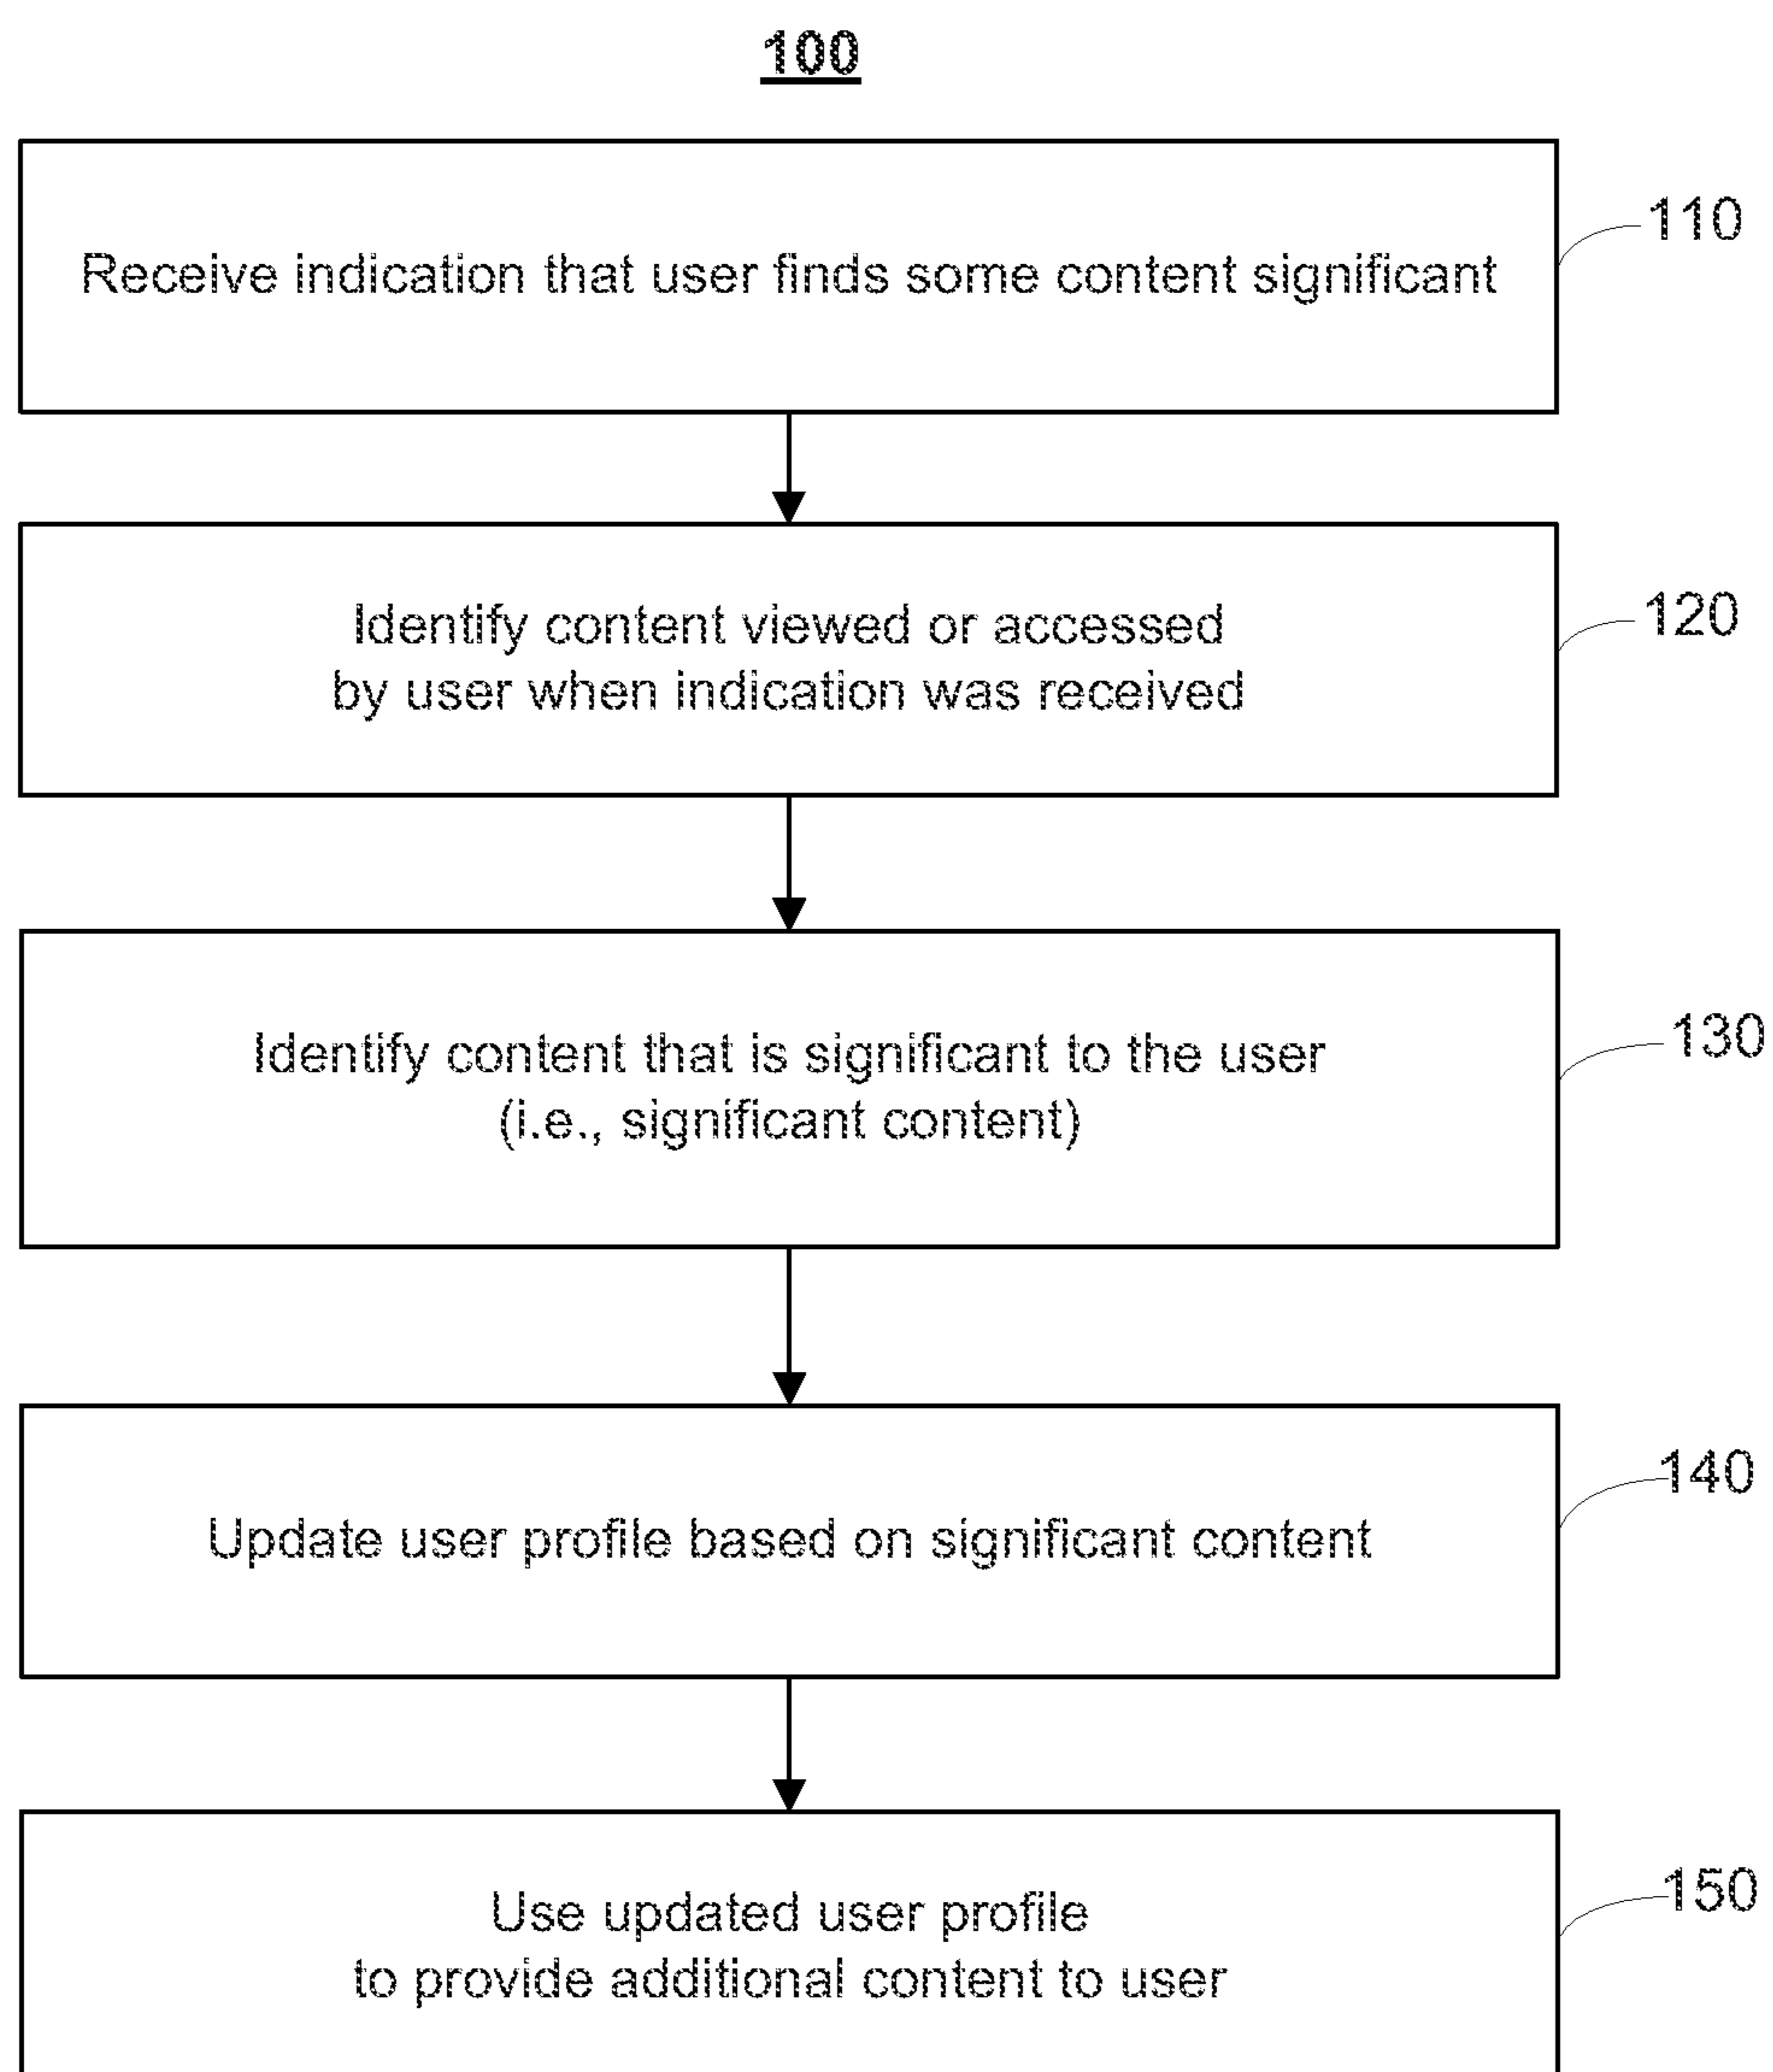 100
Receive indication that user finds some content significant
110
Identify content viewed or accessed
by user when indication was received
120
Identify content that is significant to the user
(i.e., significant content)
130
Update user profile based on significant content
140
Use updated user profile
to provide additional content to user
150